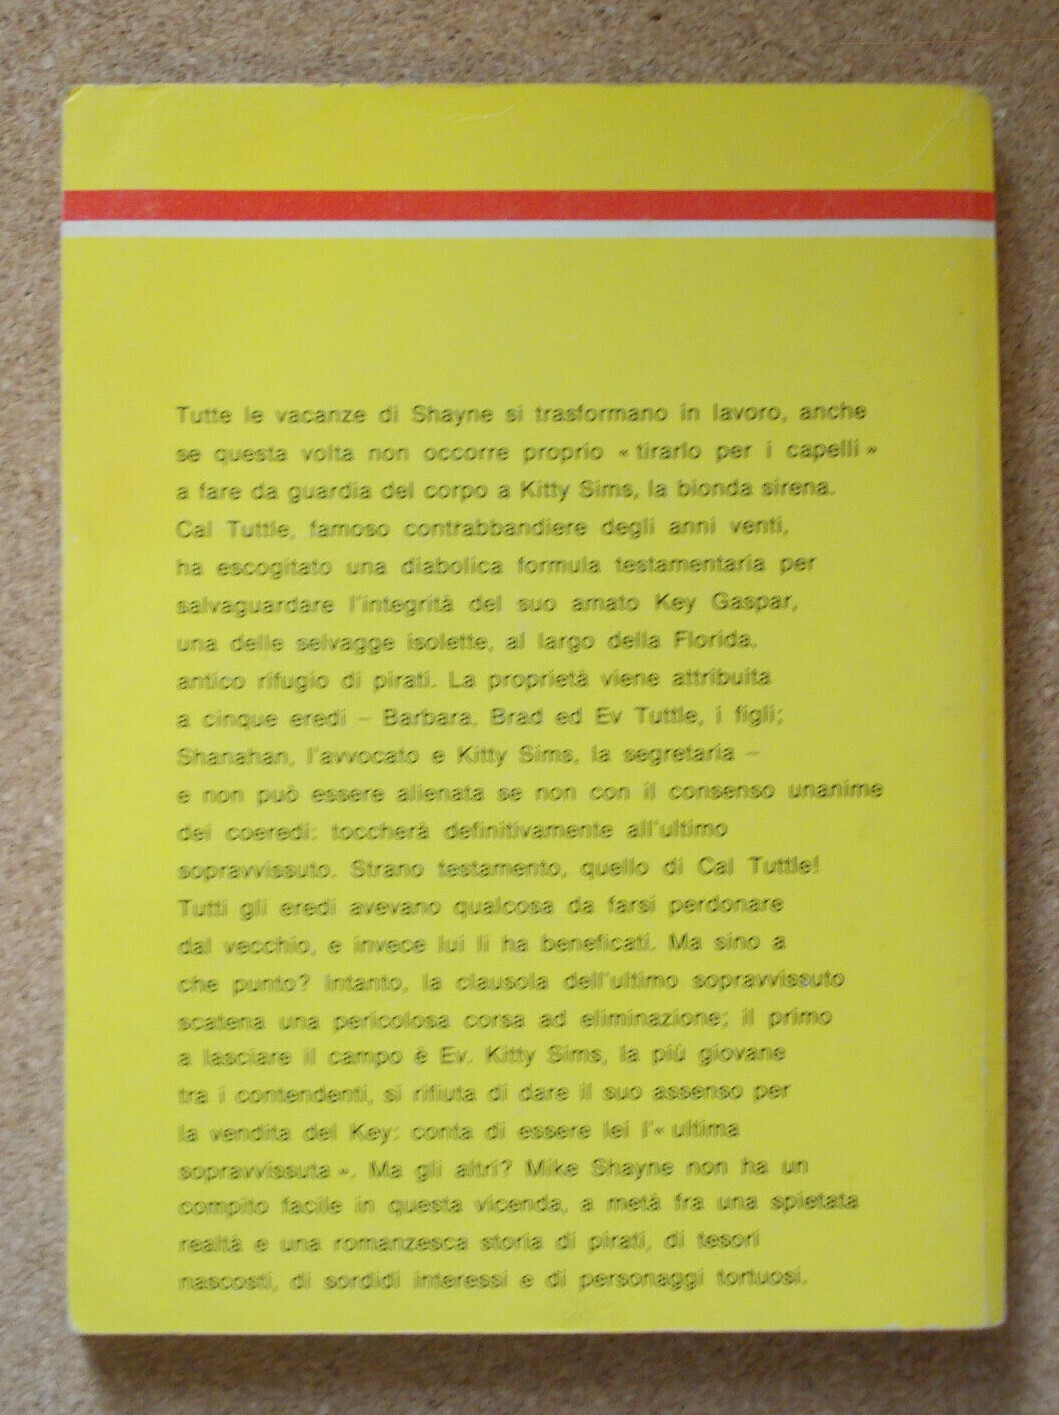 Tutte le vacanze di Shayne si trasformano in lavoro, anche
se questa volta non occorre proprio « tirarlo per i capelli »
a fare da guardia del corpo a Kitty Sims, la bionda sirena.
Cal Tuttle, famoso contrabbandiere degli anni venti,
ha escogitato una diabolica formula testamentaria per
salvaguardare l'integrità del suo amato Key Gaspar,
una delle selvagge isolette, al largo della Florida,
antico rifugio di pirati. La proprietà viene attribuita
a cinque eredi – Barbara, Brad ed Ev Tuttle, i figli;
Shanahan, l'avvocato e Kitty Sims, la segretaria –
e non può essere alienata se non con il consenso unanime
dei coeredi: toccherà definitivamente all'ultimo
sopravvissuto. Strano testamento, quello di Cal Tuttle!
Tutti gli eredi avevano qualcosa da farsi perdonare
dal vecchio, e invece lui li ha beneficati. Ma sino a
che punto? Intanto, la clausola dell'ultimo sopravvissuto
scatena una pericolosa corsa ad eliminazione; il primo
a lasciare il campo è Ev. Kitty Sims, la più giovane
tra i contendenti, si rifiuta di dare il suo assenso per
la vendita del Key: conta di essere lei l'« ultima
sopravvissuta ». Ma gli altri? Mike Shayne non ha un
compito facile in questa vicenda, a metà fra una spietata
realtà e una romanzesca storia di pirati, di tesori
nascosti, di sordidi interessi e di personaggi tortuosi.